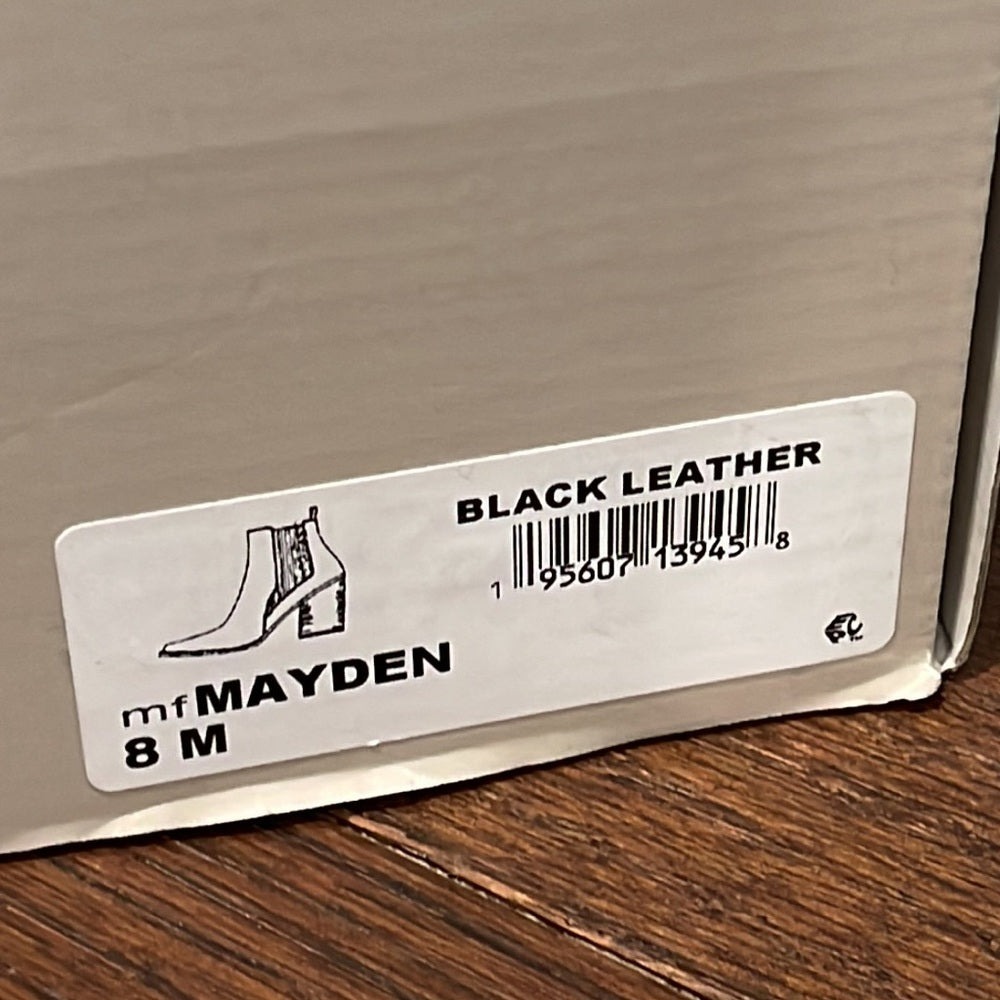 BLACK LEATHER
1 95607 13945 8
mfMAYDEN
8 M